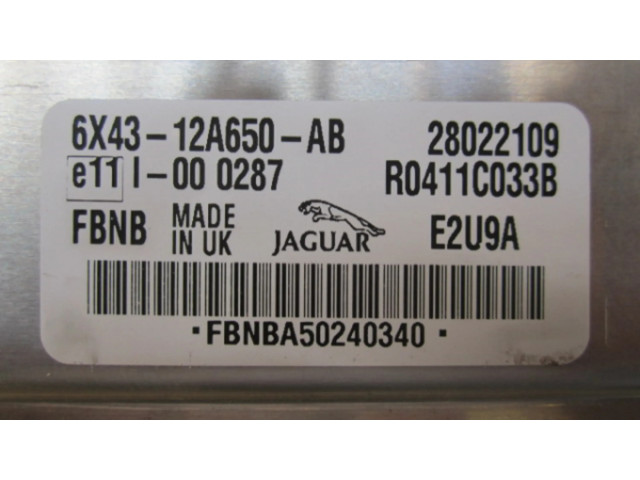 6X43-12A650-AB 28022109
e11 I-00 0287 R0411C033B
FBNB MADE IN UK JAGUAR E2U9A
·FBNBA50240340·